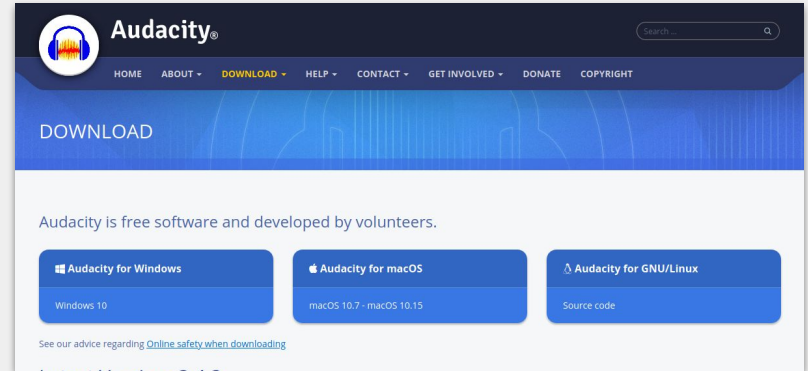 Audacity®
Search ...
HOME ABOUT DOWNLOAD HELP CONTACT GET INVOLVED DONATE COPYRIGHT
DOWNLOAD
Audacity is free software and developed by volunteers.
Audacity for Windows
Windows 10
Audacity for macOS
macOS 10.7 - macOS 10.15
Audacity for GNU/Linux
Source code
See our advice regarding Online safety when downloading